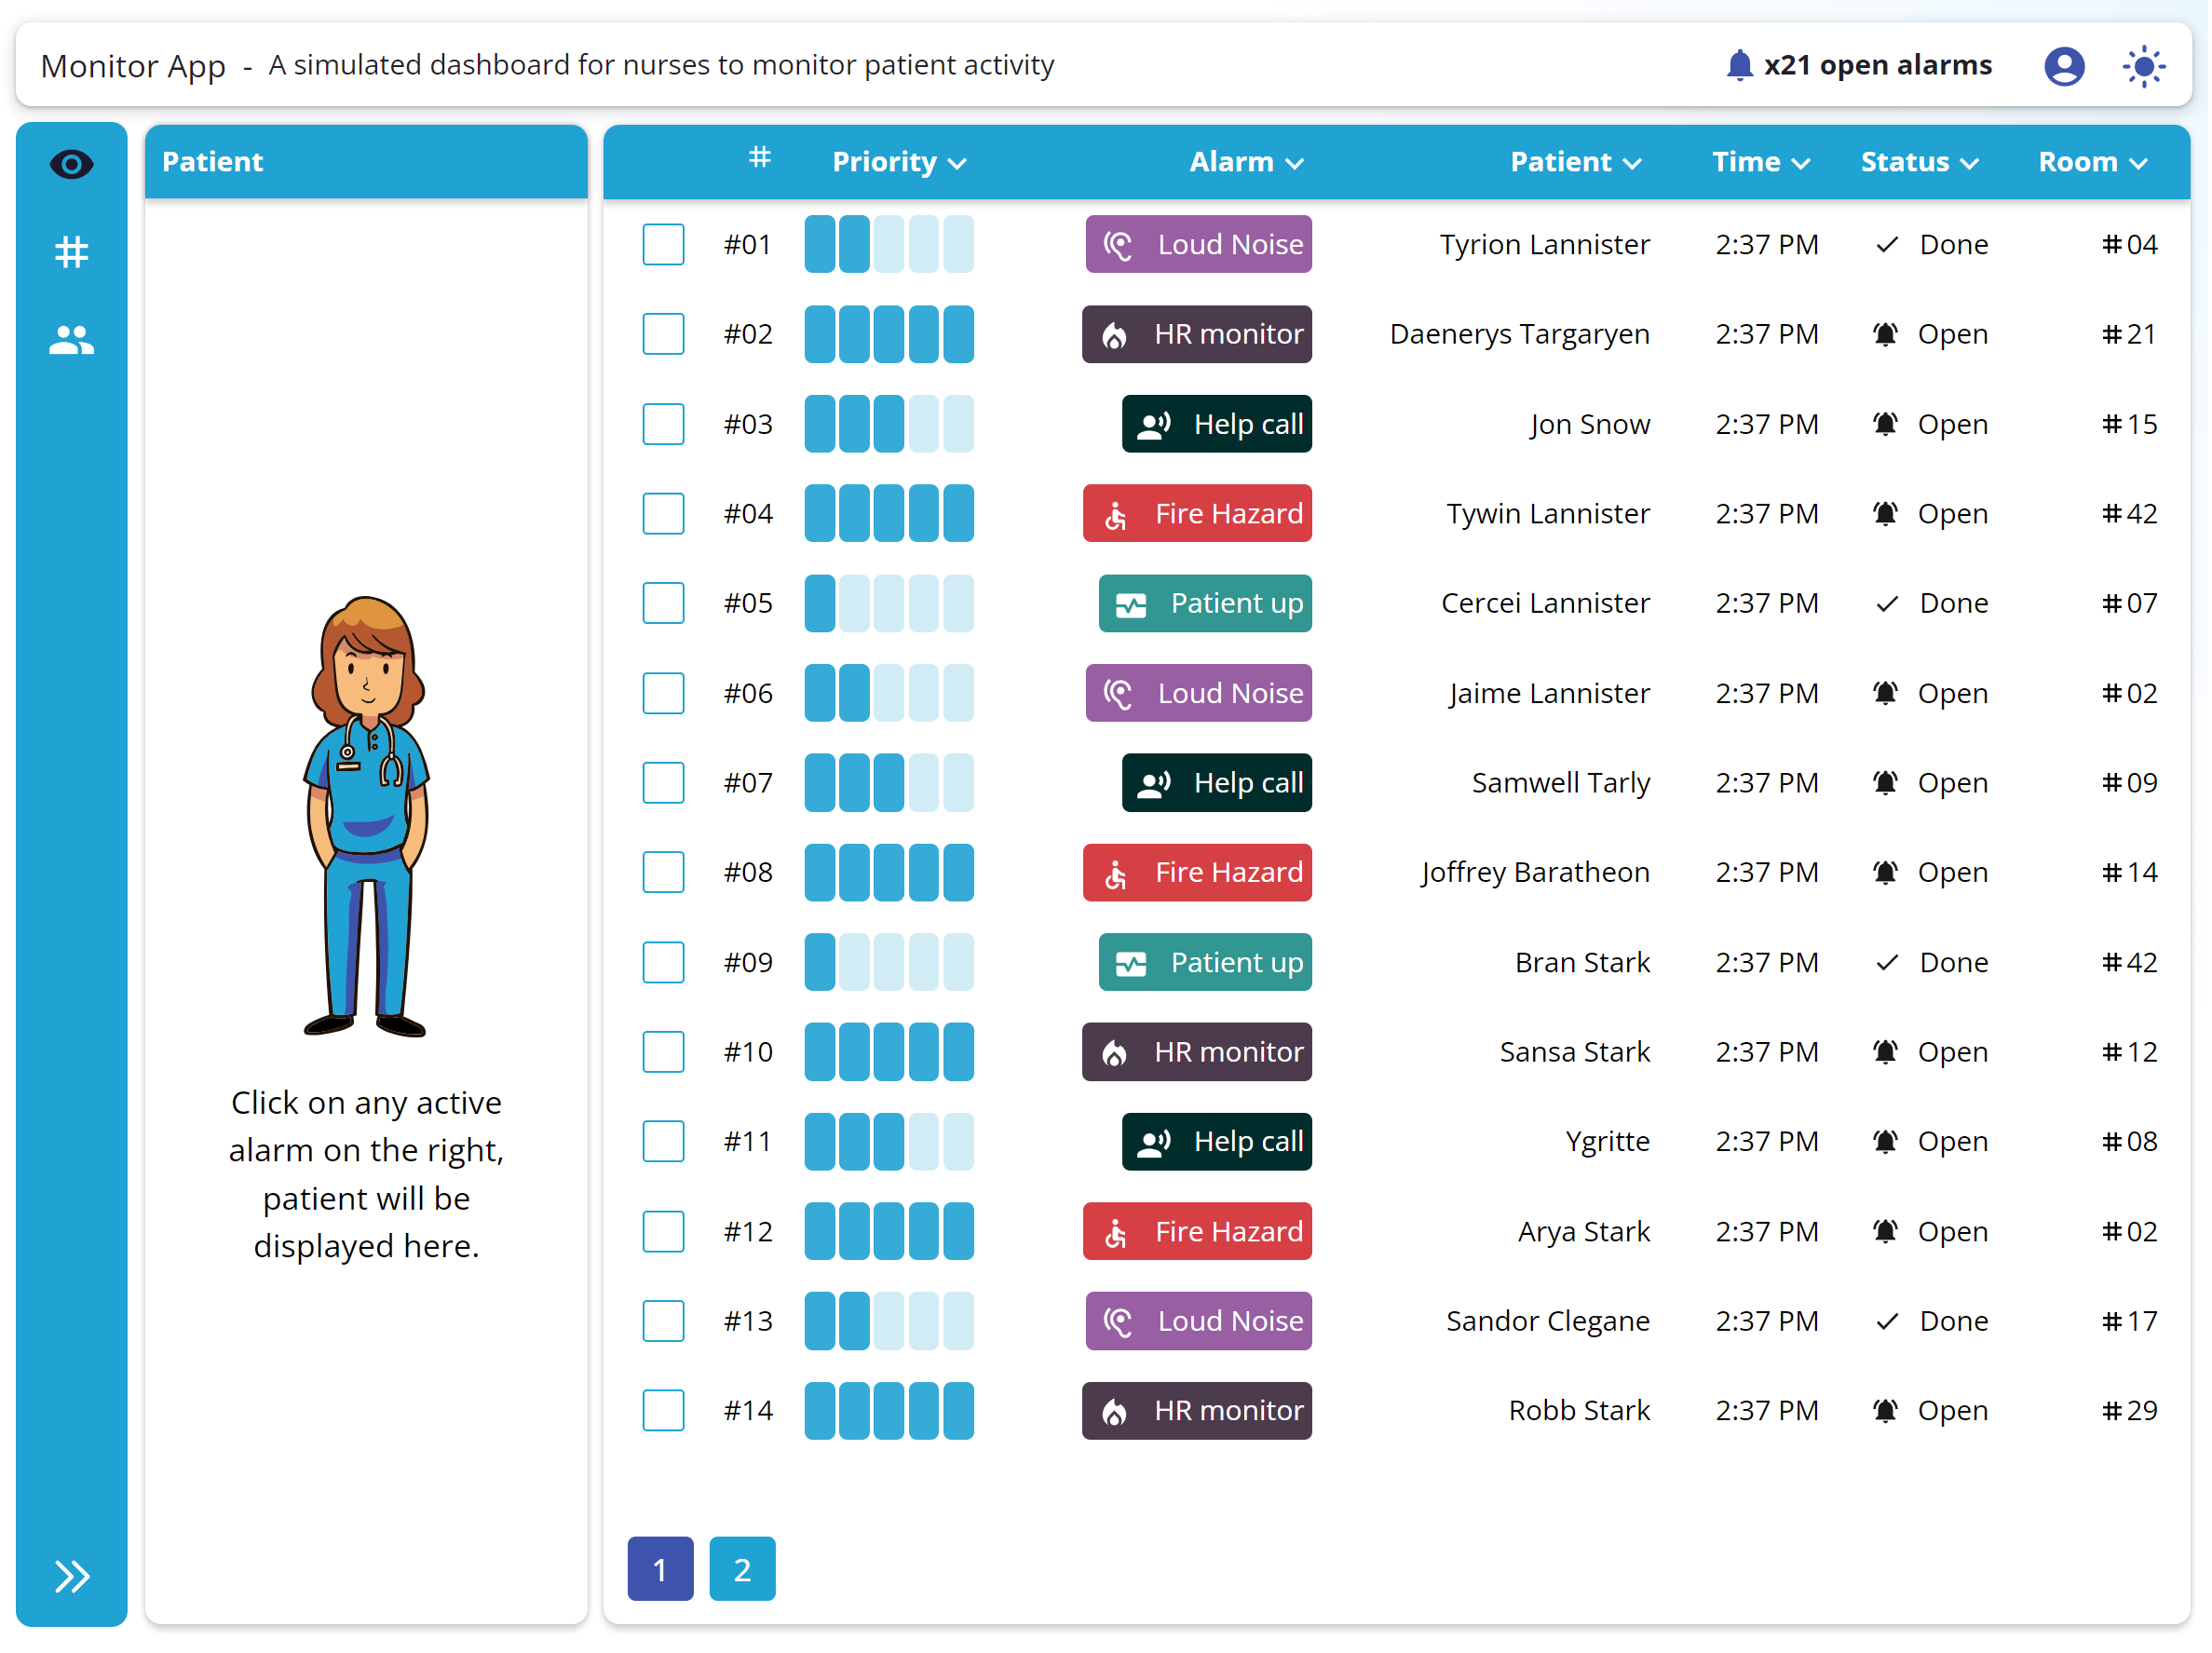 Monitor App - A simulated dashboard for nurses to monitor patient activity x21 open alarms
Patient
# Priority Alarm Patient Time Status Room
#01 Loud Noise Tyrion Lannister 2:37 PM Done #04
#02 HR monitor Daenerys Targaryen 2:37 PM Open #21
#03 Help call Jon Snow 2:37 PM Open #15
#04 Fire Hazard Tywin Lannister 2:37 PM Open #42
#05 Patient up Cercei Lannister 2:37 PM Done #07
#06 Loud Noise Jaime Lannister 2:37 PM Open #02
#07 Help call Samwell Tarly 2:37 PM Open #09
#08 Fire Hazard Joffrey Baratheon 2:37 PM Open #14
#09 Patient up Bran Stark 2:37 PM Done #42
#10 HR monitor Sansa Stark 2:37 PM Open #12
#11 Help call Ygritte 2:37 PM Open #08
#12 Fire Hazard Arya Stark 2:37 PM Open #02
#13 Loud Noise Sandor Clegane 2:37 PM Done #17
#14 HR monitor Robb Stark 2:37 PM Open #29
Click on any active
alarm on the right,
patient will be
displayed here.
1 2